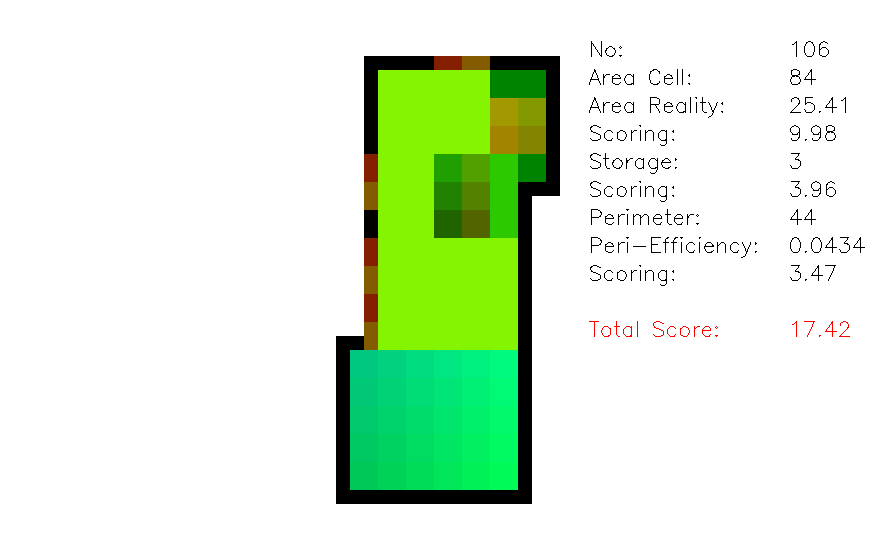 No: 106
Area Cell: 84
Area Reality: 25.41
Scoring: 9.98
Storage: 3
Scoring: 3.96
Perimeter: 44
Peri-Efficiency: 0.0434
Scoring: 3.47
Total Score: 17.42